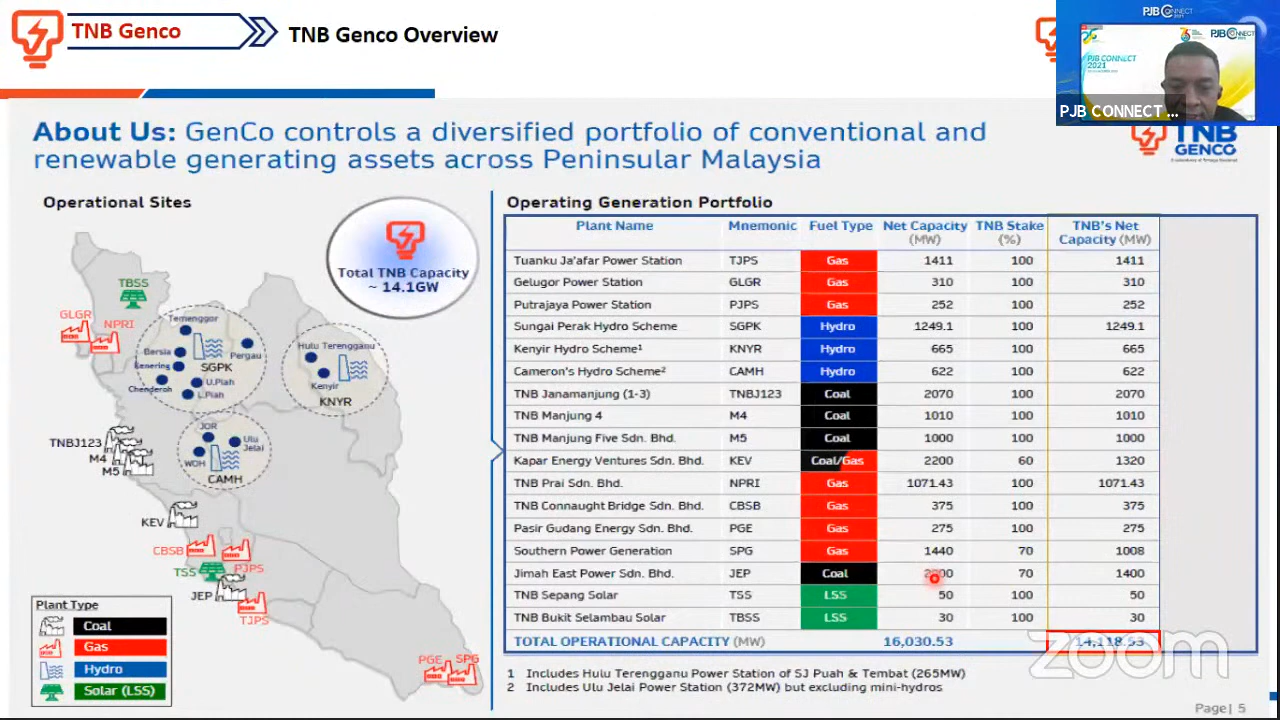 TNB Genco
TNB Genco Overview
PJB CONNECT
PJB CONNECT
2021
PJB CONNECT ...
TNB
GENCO
About Us: GenCo controls a diversified portfolio of conventional and
renewable generating assets across Peninsular Malaysia
Operational Sites
Total TNB Capacity
~ 14.1GW
TBSS
GLGR
NPRI
Temenggor
Bersia
Kenering
Chenderoh
Pergau
SGPK
U.Piah
L.Piah
Hulu Terengganu
Kenyir
KNYR
JOR
Ulu
Jelai
WOH
CAMH
TNBJ123
M4
M5
KEV
CBSB
PJPS
TSS
JEP
TJPS
PGE
SPG
Plant Type
Coal
Gas
Hydro
Solar (LSS)
Operating Generation Portfolio
Plant Name Mnemonic Fuel Type Net Capacity (MW) TNB Stake (%) TNB's Net Capacity (MW)
Tuanku Ja'afar Power Station TJPS Gas 1411 100 1411
Gelugor Power Station GLGR Gas 310 100 310
Putrajaya Power Station PJPS Gas 252 100 252
Sungai Perak Hydro Scheme SGPK Hydro 1249.1 100 1249.1
Kenyir Hydro Scheme¹ KNYR Hydro 665 100 665
Cameron's Hydro Scheme² CAMH Hydro 622 100 622
TNB Janamanjung (1-3) TNBJ123 Coal 2070 100 2070
TNB Manjung 4 M4 Coal 1010 100 1010
TNB Manjung Five Sdn. Bhd. M5 Coal 1000 100 1000
Kapar Energy Ventures Sdn. Bhd. KEV Coal/Gas 2200 60 1320
TNB Prai Sdn. Bhd. NPRI Gas 1071.43 100 1071.43
TNB Connaught Bridge Sdn. Bhd. CBSB Gas 375 100 375
Pasir Gudang Energy Sdn. Bhd. PGE Gas 275 100 275
Southern Power Generation SPG Gas 1440 70 1008
Jimah East Power Sdn. Bhd. JEP Coal 70 1400
TNB Sepang Solar TSS LSS 50 100 50
TNB Bukit Selambau Solar TBSS LSS 30 100 30
TOTAL OPERATIONAL CAPACITY (MW) 16,030.53 14,118.53
zoom
1 Includes Hulu Terengganu Power Station of SJ Puah & Tembat (265MW)
2 Includes Ulu Jelai Power Station (372MW) but excluding mini-hydros
Page| 5